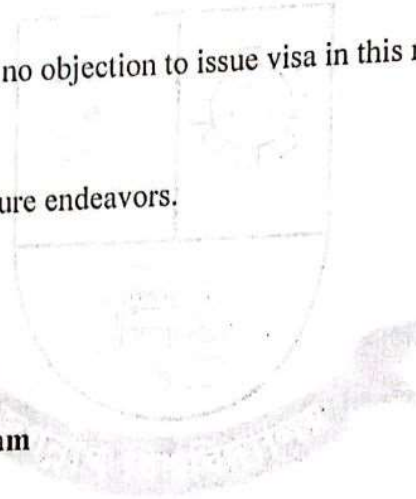 no objection to issue visa in this
ure endeavors.
am